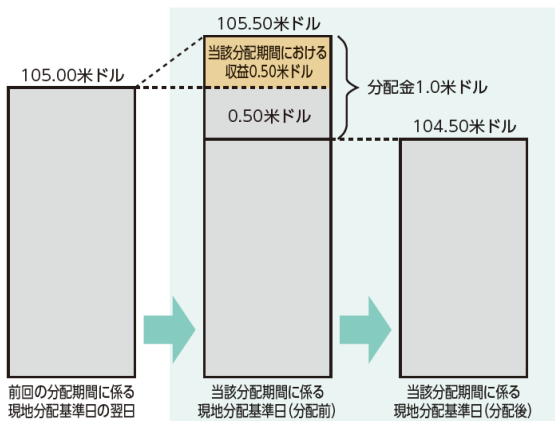 105.50米ドル
105.00米ドル
当該分配期間における
収益0.50米ドル
分配金1.0米ドル
0.50米ドル
104.50米ドル
前回の分配期間に係る
現地分配基準日の翌日
当該分配期間に係る
現地分配基準日(分配前)
当該分配期間に係る
現地分配基準日(分配後)